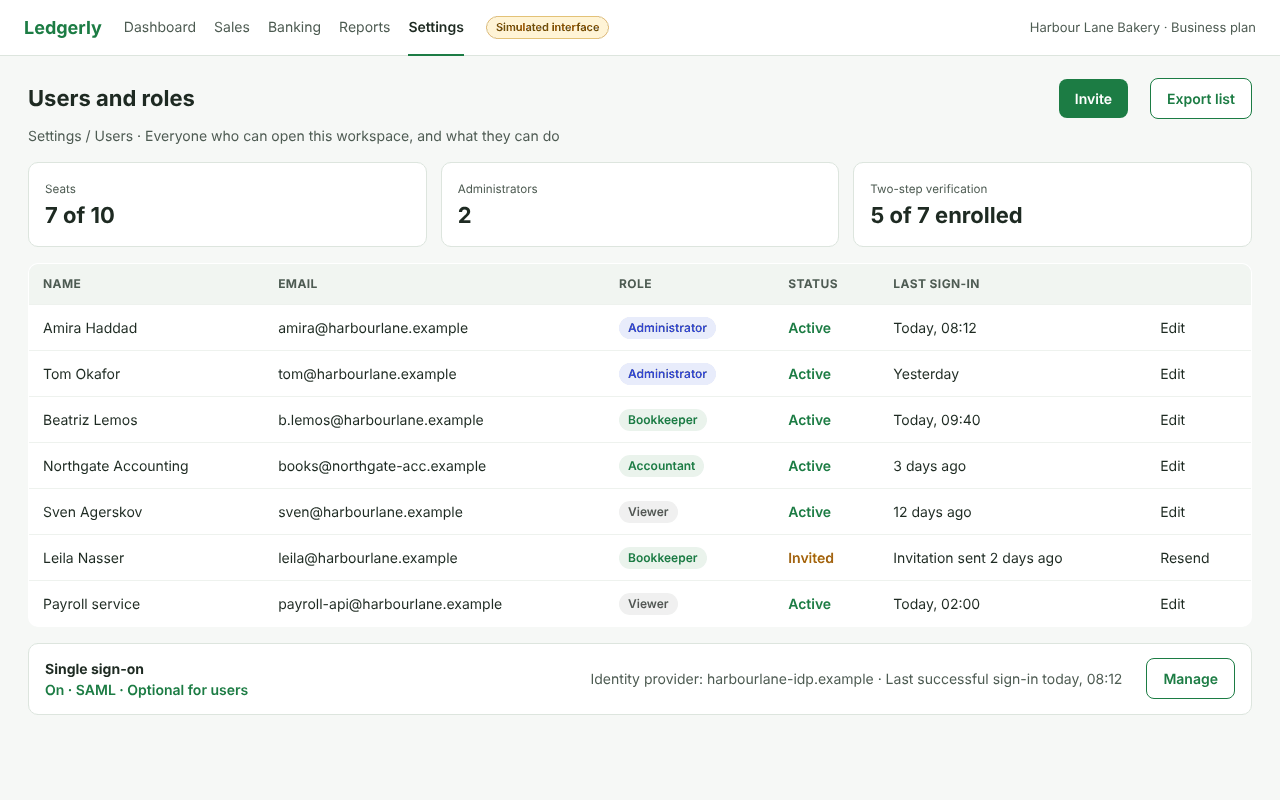 Ledgerly Dashboard Sales Banking Reports Settings Simulated interface Harbour Lane Bakery · Business plan
Users and roles Invite Export list
Settings / Users · Everyone who can open this workspace, and what they can do
Seats Administrators Two-step verification
7 of 10 2 5 of 7 enrolled
NAME EMAIL ROLE STATUS LAST SIGN-IN
Amira Haddad amira@harbourlane.example Administrator Active Today, 08:12 Edit
Tom Okafor tom@harbourlane.example Administrator Active Yesterday Edit
Beatriz Lemos b.lemos@harbourlane.example Bookkeeper Active Today, 09:40 Edit
Northgate Accounting books@northgate-acc.example Accountant Active 3 days ago Edit
Sven Agerskov sven@harbourlane.example Viewer Active 12 days ago Edit
Leila Nasser leila@harbourlane.example Bookkeeper Invited Invitation sent 2 days ago Resend
Payroll service payroll-api@harbourlane.example Viewer Active Today, 02:00 Edit
Single sign-on
On · SAML · Optional for users
Identity provider: harbourlane-idp.example · Last successful sign-in today, 08:12 Manage